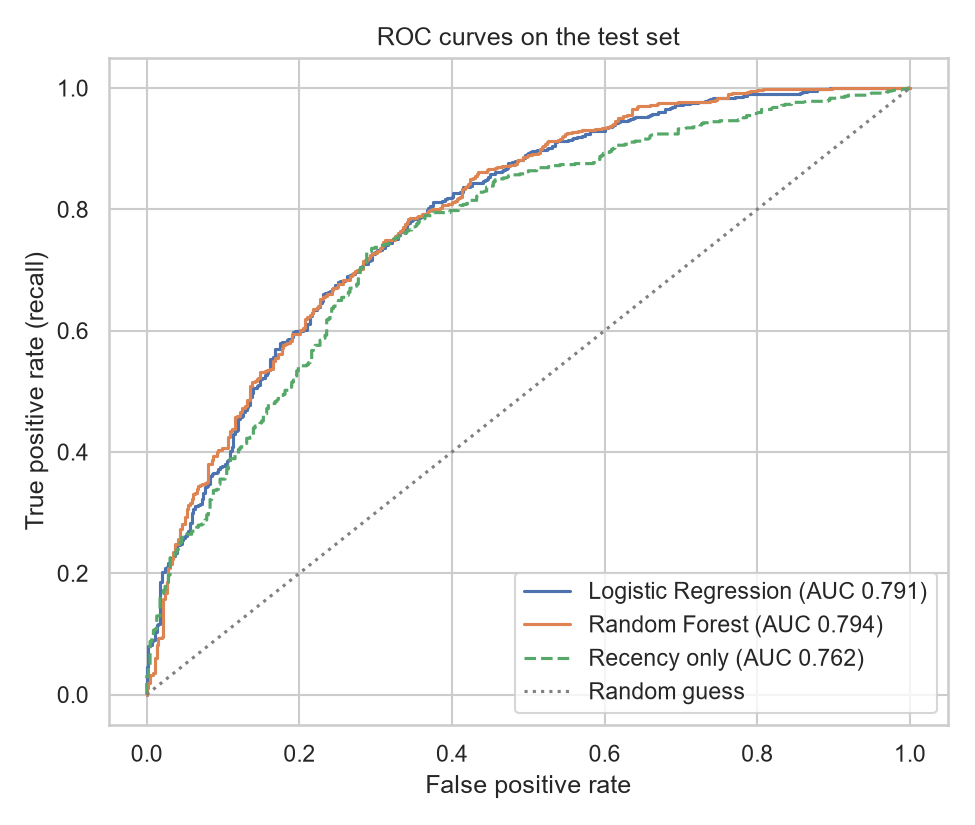 ROC curves on the test set
1.0
0.8
0.6
0.4
0.2
0.0
True positive rate (recall)
Logistic Regression (AUC 0.791)
Random Forest (AUC 0.794)
Recency only (AUC 0.762)
Random guess
0.0 0.2 0.4 0.6 0.8 1.0
False positive rate